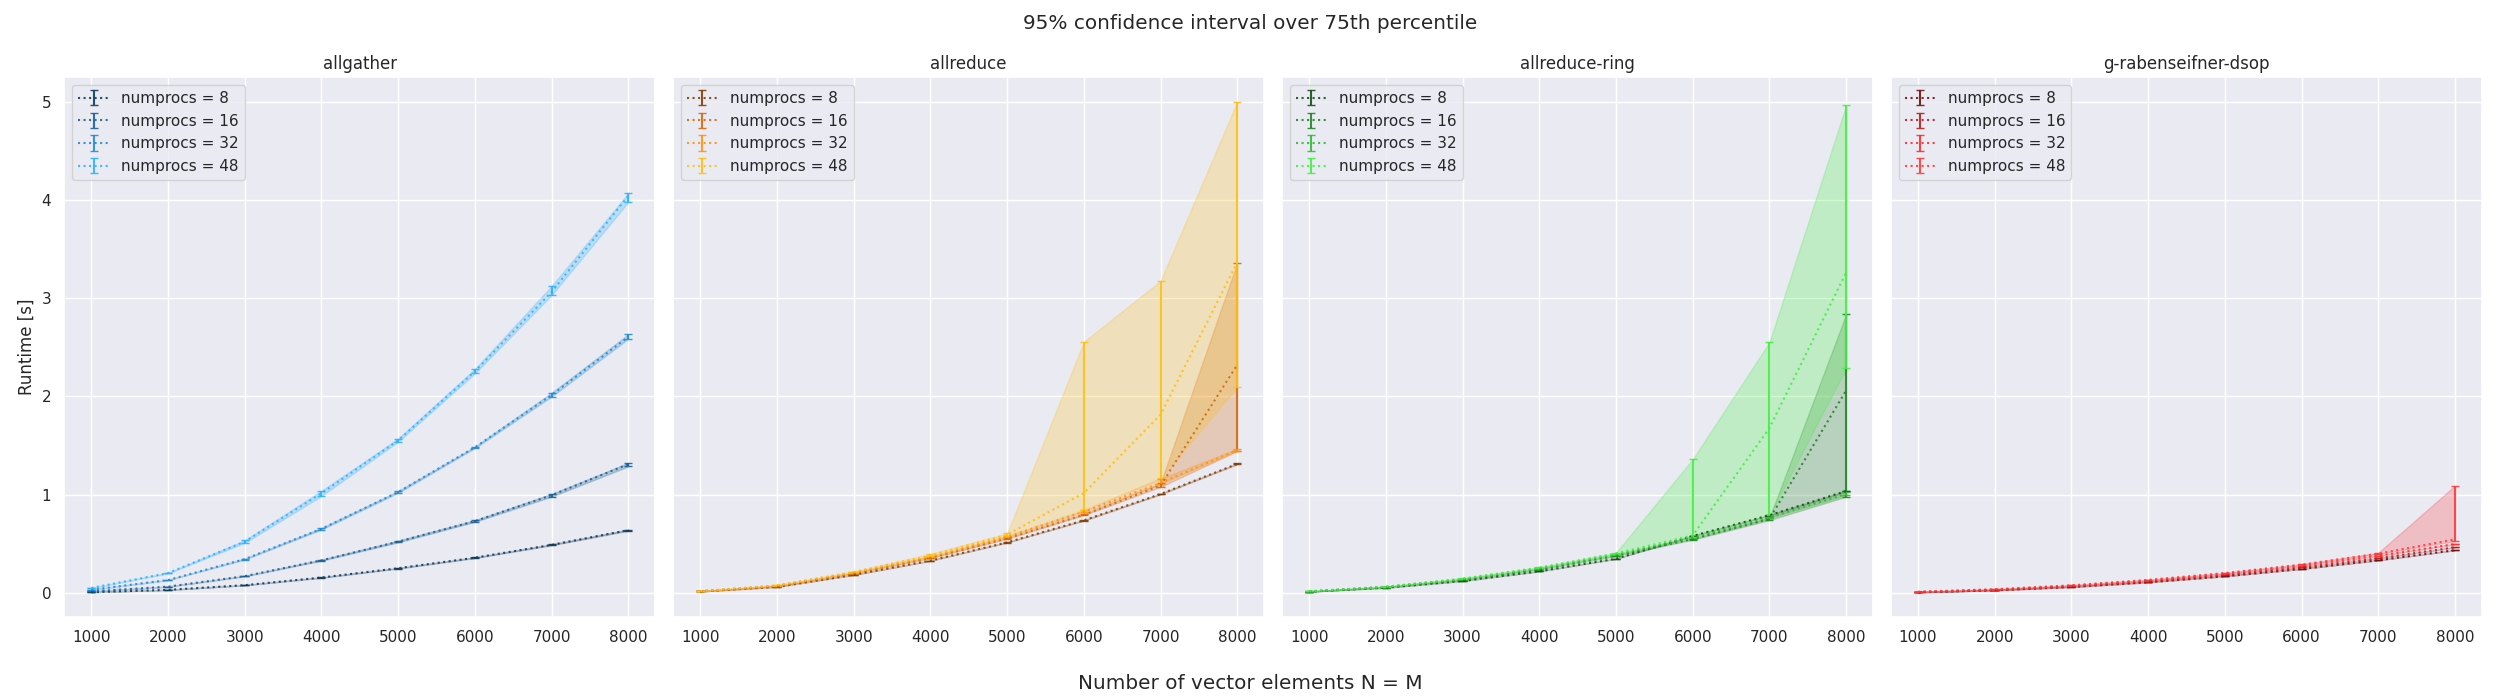 95% confidence interval over 75th percentile
allgather
numprocs = 8
numprocs = 16
numprocs = 32
numprocs = 48
5
4
3
2
1
0
Runtime [s]
1000 2000 3000 4000 5000 6000 7000 8000
allreduce
numprocs = 8
numprocs = 16
numprocs = 32
numprocs = 48
1000 2000 3000 4000 5000 6000 7000 8000
allreduce-ring
numprocs = 8
numprocs = 16
numprocs = 32
numprocs = 48
1000 2000 3000 4000 5000 6000 7000 8000
g-rabenseifner-dsop
numprocs = 8
numprocs = 16
numprocs = 32
numprocs = 48
1000 2000 3000 4000 5000 6000 7000 8000
Number of vector elements N = M